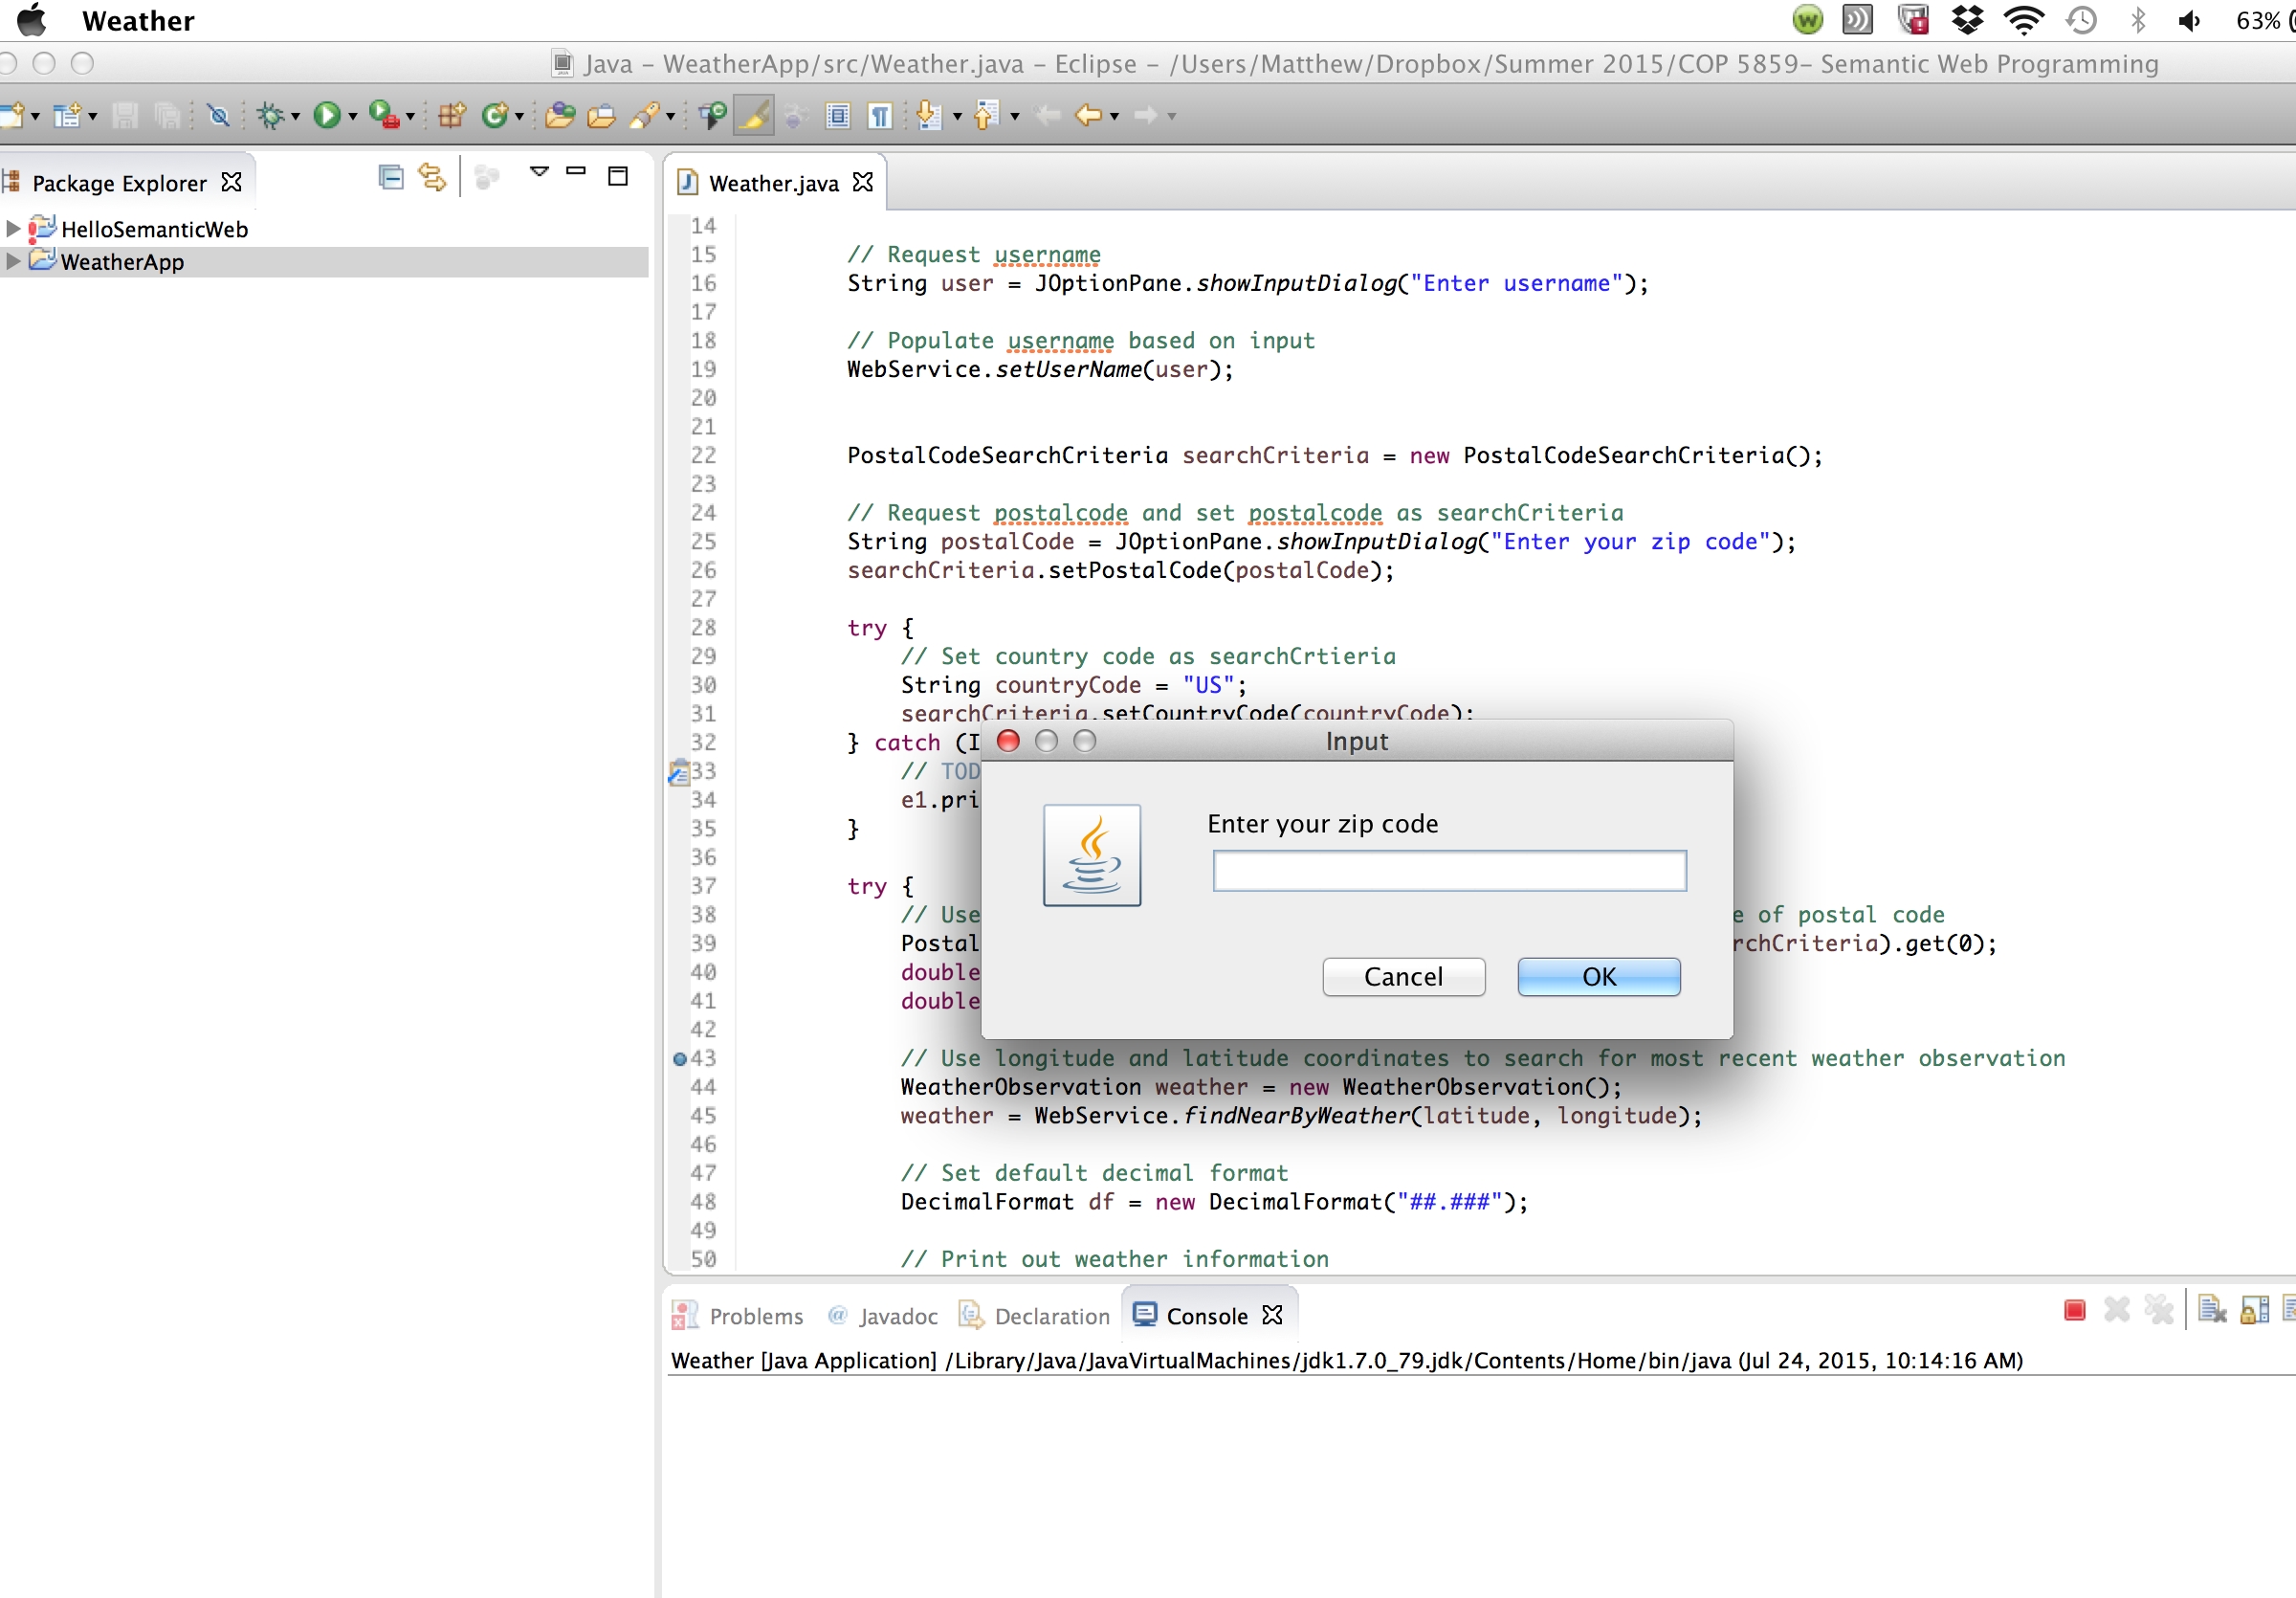 Weather
63%
Java – WeatherApp/src/Weather.java – Eclipse – /Users/Matthew/Dropbox/Summer 2015/COP 5859– Semantic Web Programming
Package Explorer
HelloSemanticWeb
WeatherApp
Weather.java
14
15 // Request username
16 String user = JOptionPane.showInputDialog("Enter username");
17
18 // Populate username based on input
19 WebService.setUserName(user);
20
21
22 PostalCodeSearchCriteria searchCriteria = new PostalCodeSearchCriteria();
23
24 // Request postalcode and set postalcode as searchCriteria
25 String postalCode = JOptionPane.showInputDialog("Enter your zip code");
26 searchCriteria.setPostalCode(postalCode);
27
28 try {
29 // Set country code as searchCrtieria
30 String countryCode = "US";
31 searchCriteria.setCountryCode(countryCode);
32 } catch (I
33 // TOD
34 e1.pri
35 }
36
37 try {
38 // Use e of postal code
39 Postal rchCriteria).get(0);
40 double
41 double
42
43 // Use longitude and latitude coordinates to search for most recent weather observation
44 WeatherObservation weather = new WeatherObservation();
45 weather = WebService.findNearByWeather(latitude, longitude);
46
47 // Set default decimal format
48 DecimalFormat df = new DecimalFormat("##.###");
49
50 // Print out weather information
Input
Enter your zip code
Cancel OK
Problems @ Javadoc Declaration Console
Weather [Java Application] /Library/Java/JavaVirtualMachines/jdk1.7.0_79.jdk/Contents/Home/bin/java (Jul 24, 2015, 10:14:16 AM)